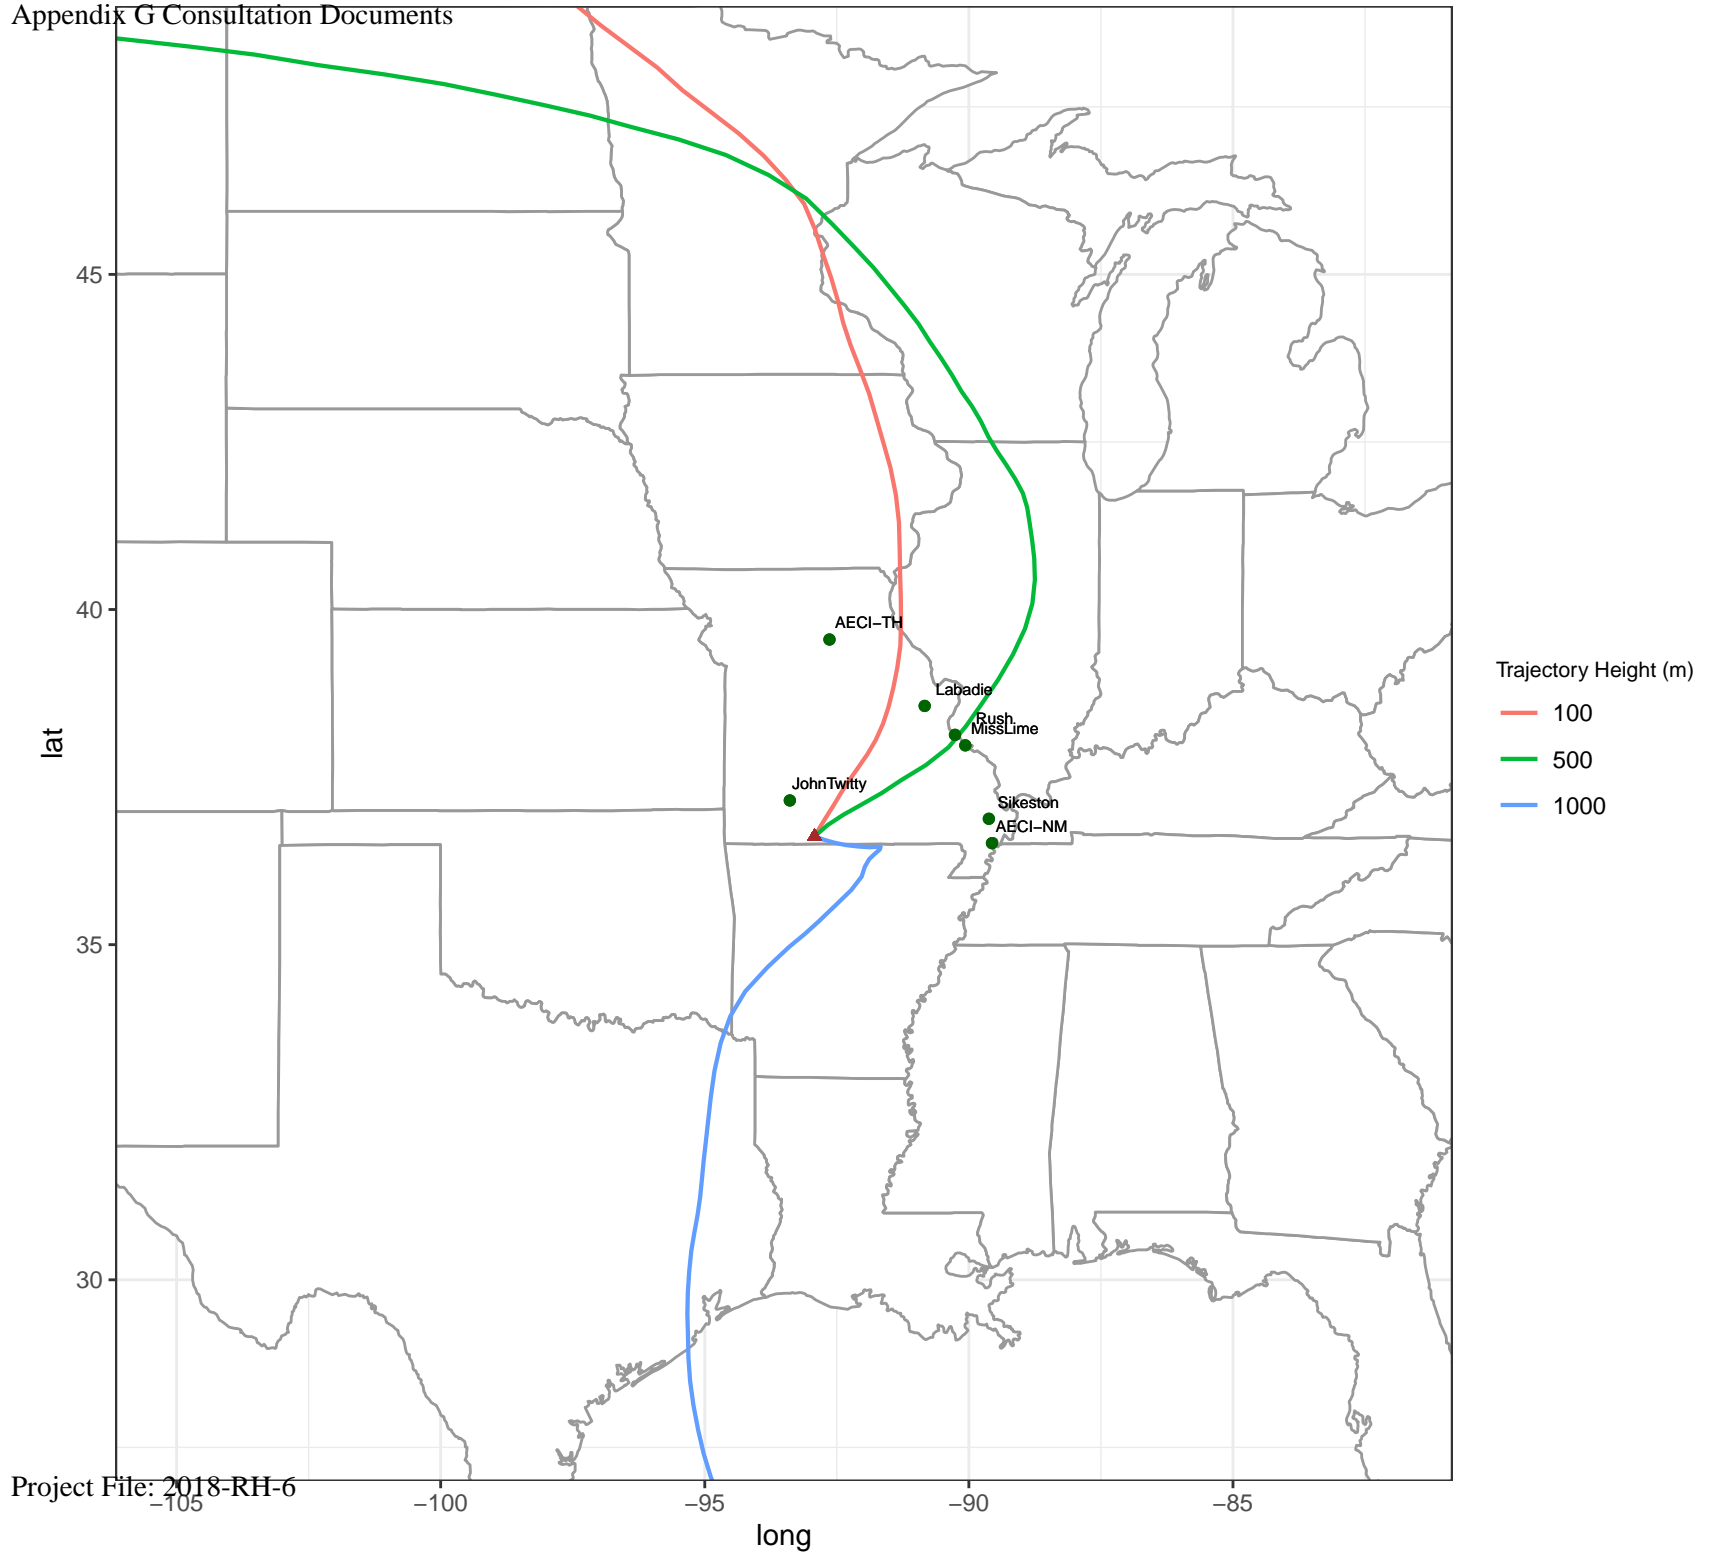 Appendix G Consultation Documents
45
40
35
30
lat
AECI−TH
Labadie
Rush
MissLime
JohnTwitty
Sikeston
AECI−NM
Trajectory Height (m)
100
500
1000
Project File: 2018-RH-6
−105
−100
−95
−90
−85
long